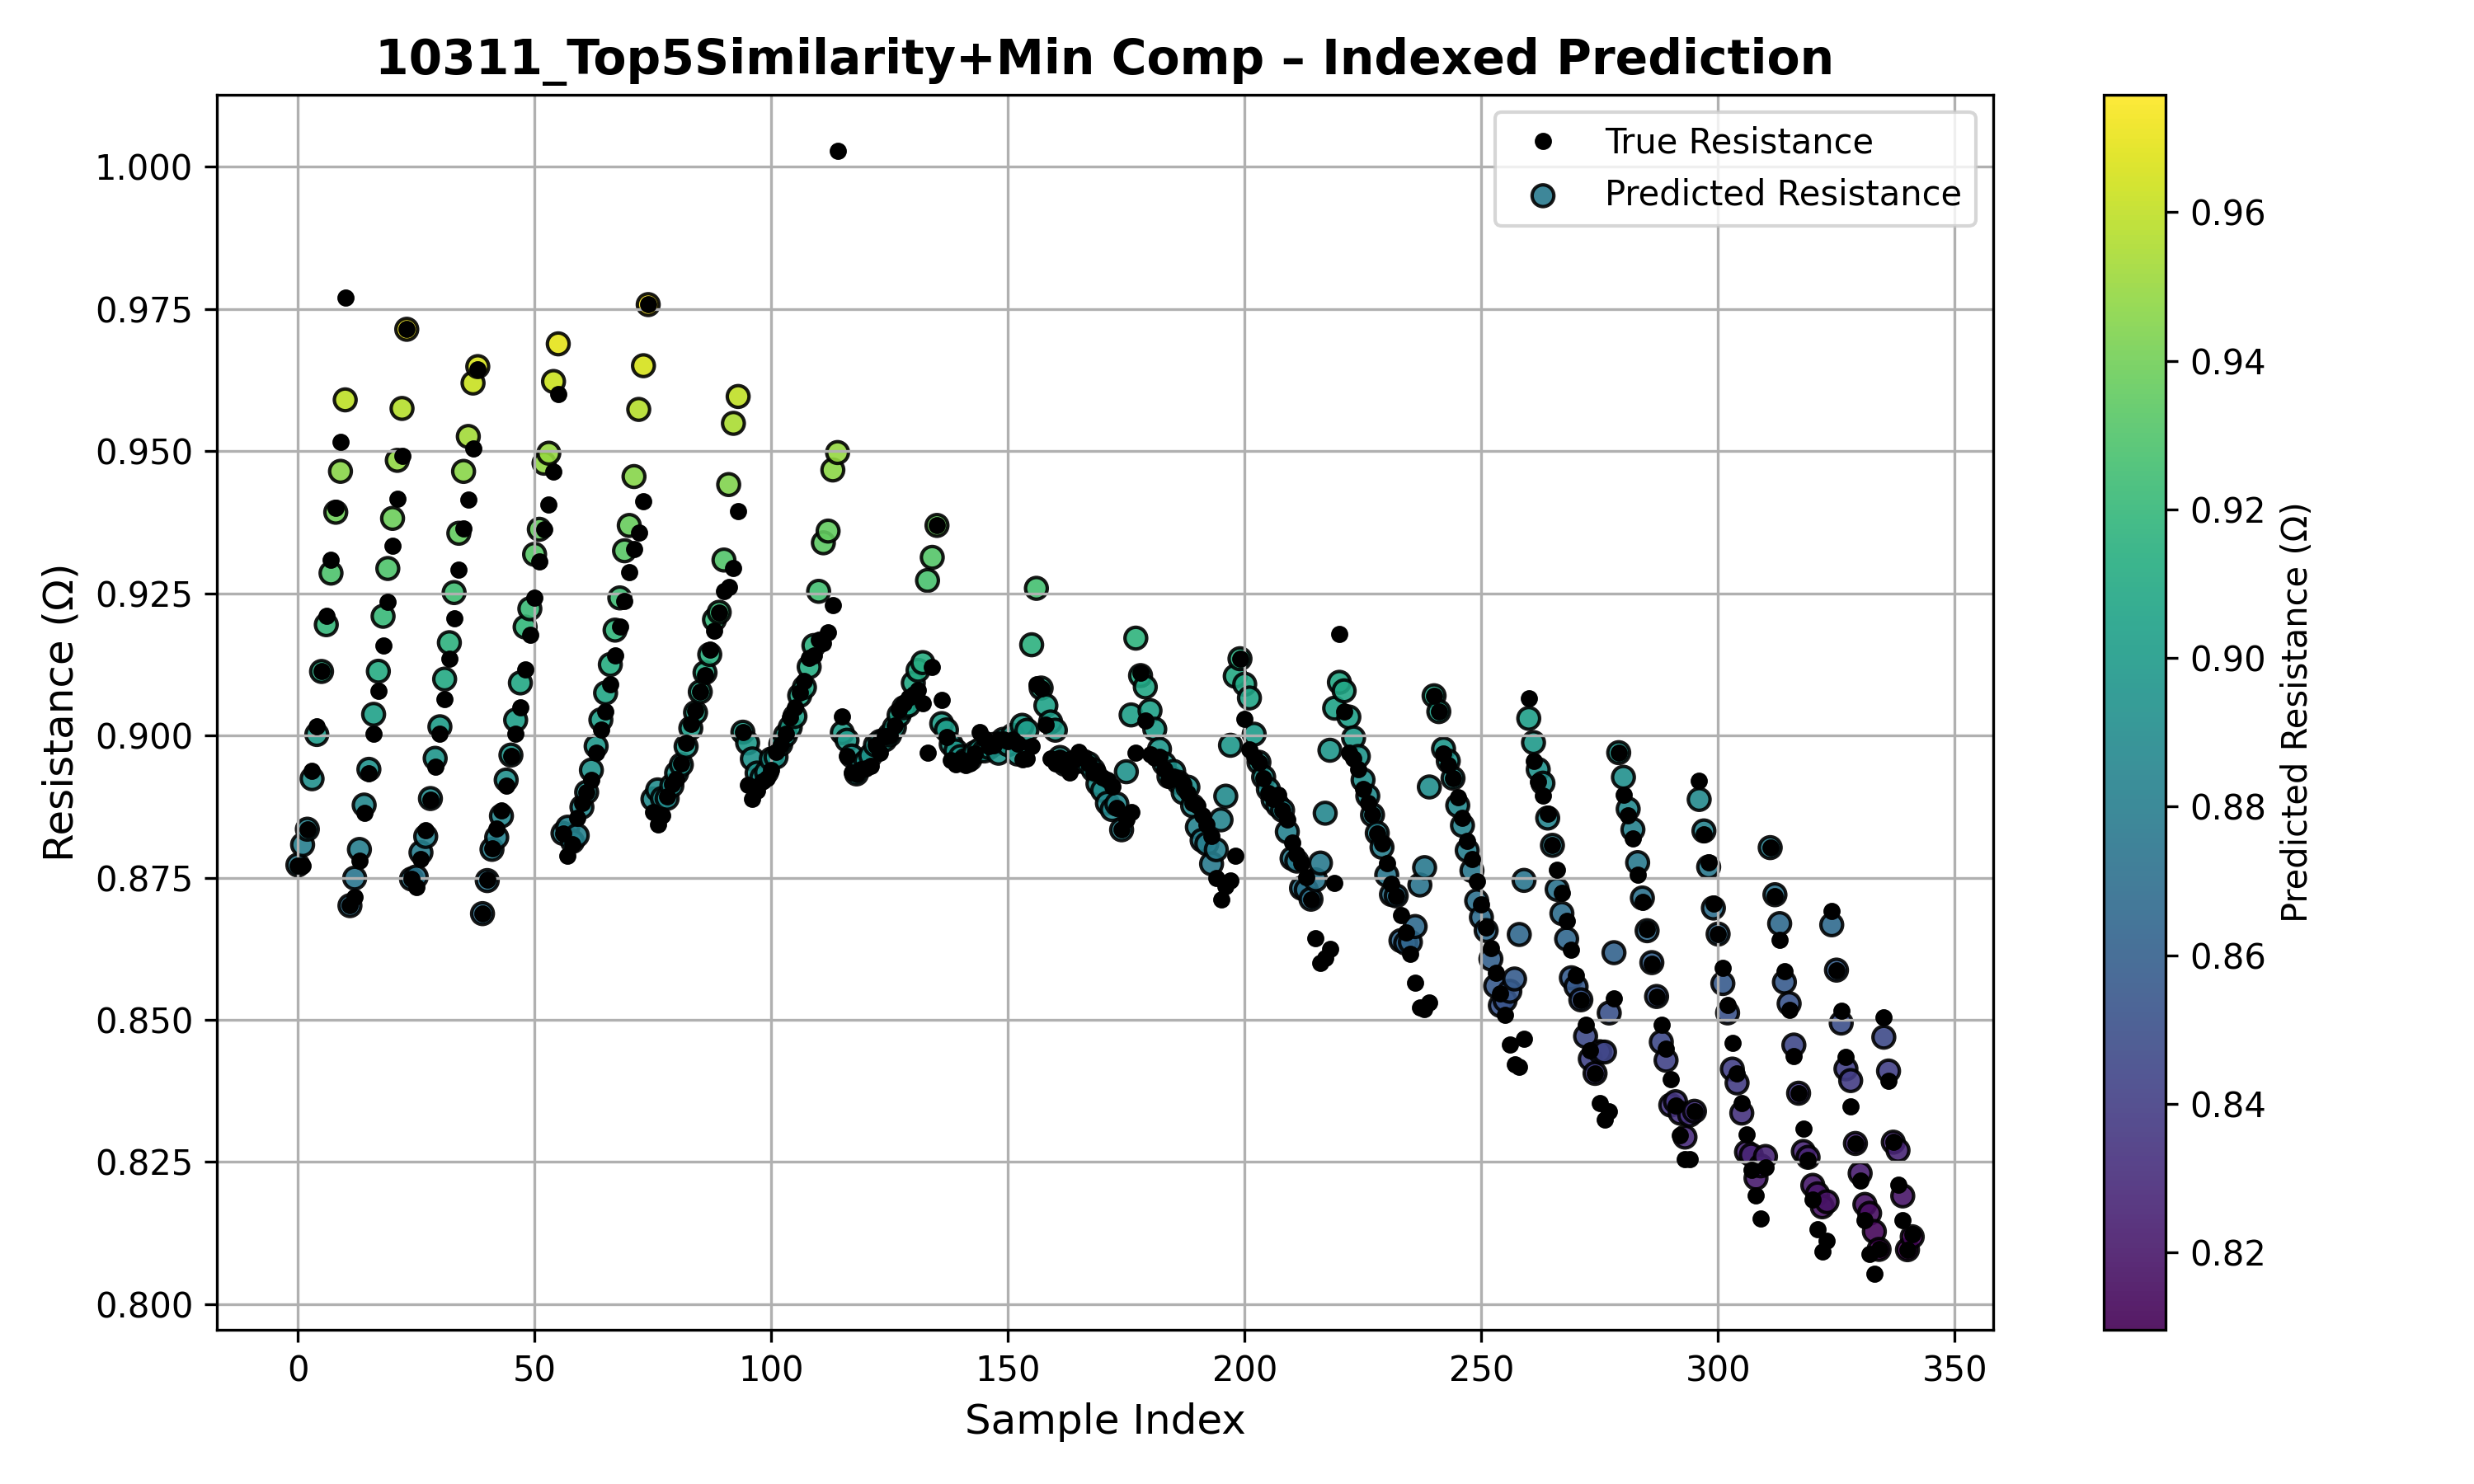 10311_Top5Similarity+Min Comp – Indexed Prediction
True Resistance
Predicted Resistance
1.000
0.975
0.950
0.925
0.900
0.875
0.850
0.825
0.800
Resistance (Ω)
0 50 100 150 200 250 300 350
Sample Index
0.96
0.94
0.92
0.90
0.88
0.86
0.84
0.82
Predicted Resistance (Ω)